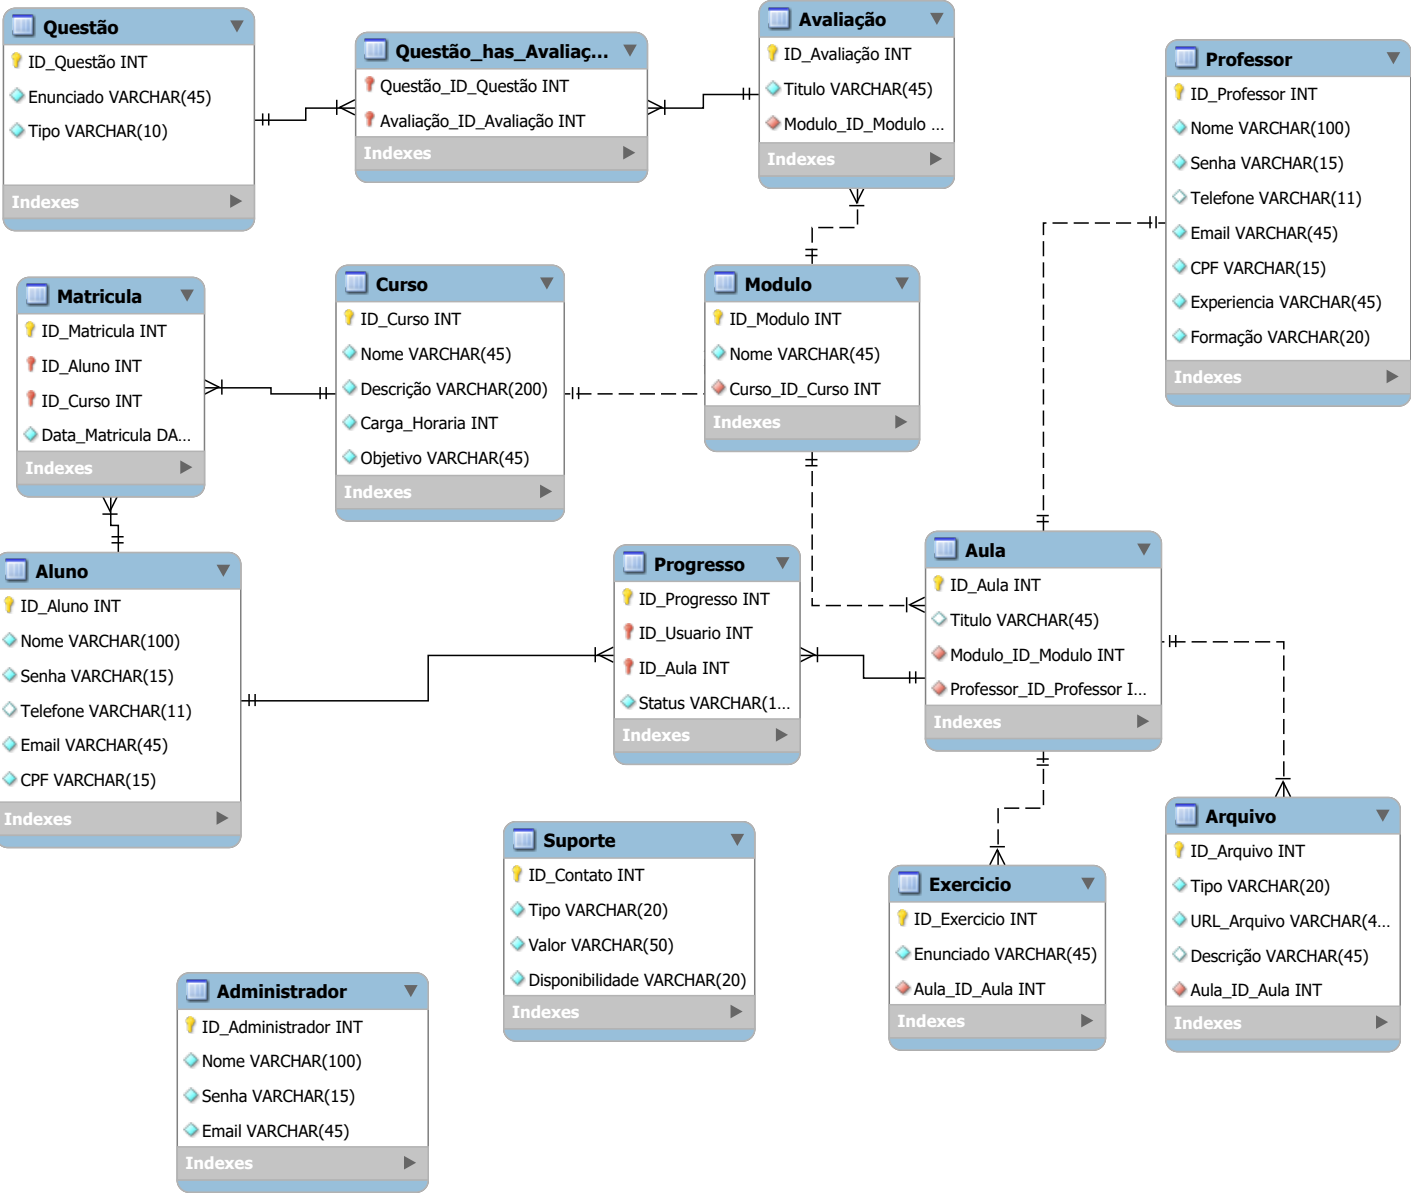 Questão
ID_Questão INT
Enunciado VARCHAR(45)
Tipo VARCHAR(10)
Indexes
Questão_has_Avaliaç...
Questão_ID_Questão INT
Avaliação_ID_Avaliação INT
Indexes
Avaliação
ID_Avaliação INT
Titulo VARCHAR(45)
Modulo_ID_Modulo ...
Indexes
Professor
ID_Professor INT
Nome VARCHAR(100)
Senha VARCHAR(15)
Telefone VARCHAR(11)
Email VARCHAR(45)
CPF VARCHAR(15)
Experiencia VARCHAR(45)
Formação VARCHAR(20)
Indexes
Matricula
ID_Matricula INT
ID_Aluno INT
ID_Curso INT
Data_Matricula DA...
Indexes
Curso
ID_Curso INT
Nome VARCHAR(45)
Descrição VARCHAR(200)
Carga_Horaria INT
Objetivo VARCHAR(45)
Indexes
Modulo
ID_Modulo INT
Nome VARCHAR(45)
Curso_ID_Curso INT
Indexes
Aluno
ID_Aluno INT
Nome VARCHAR(100)
Senha VARCHAR(15)
Telefone VARCHAR(11)
Email VARCHAR(45)
CPF VARCHAR(15)
Indexes
Progresso
ID_Progresso INT
ID_Usuario INT
ID_Aula INT
Status VARCHAR(1...
Indexes
Aula
ID_Aula INT
Titulo VARCHAR(45)
Modulo_ID_Modulo INT
Professor_ID_Professor I...
Indexes
Suporte
ID_Contato INT
Tipo VARCHAR(20)
Valor VARCHAR(50)
Disponibilidade VARCHAR(20)
Indexes
Exercicio
ID_Exercicio INT
Enunciado VARCHAR(45)
Aula_ID_Aula INT
Indexes
Arquivo
ID_Arquivo INT
Tipo VARCHAR(20)
URL_Arquivo VARCHAR(4...
Descrição VARCHAR(45)
Aula_ID_Aula INT
Indexes
Administrador
ID_Administrador INT
Nome VARCHAR(100)
Senha VARCHAR(15)
Email VARCHAR(45)
Indexes